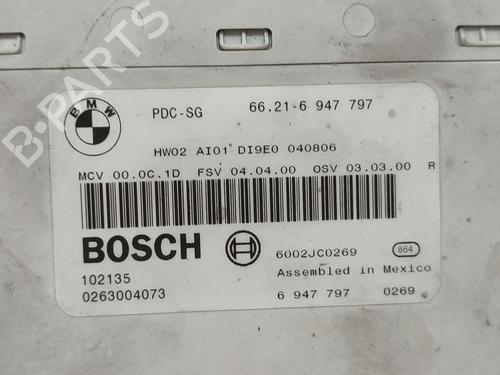 B-PARTS
BMW PDC-SG 66.21-6 947 797
HW02 AI01 DI9E0 040806
MCV 00.0C.1D FSV 04.04.00 OSV 03.03.00 R
BOSCH 6002JC0269 864
102135 Assembled in Mexico
0263004073 6 947 797 0269